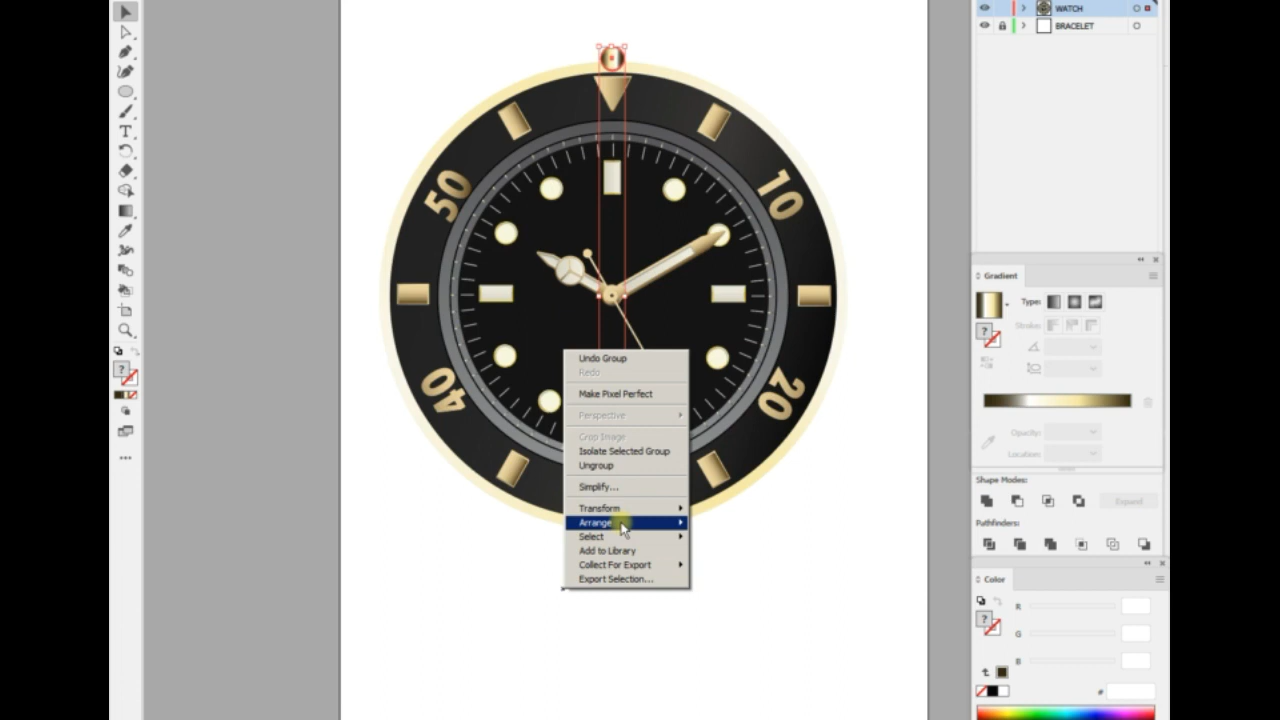 WATCH
BRACELET
50
10
40
20
Undo Group
Redo
Make Pixel Perfect
Perspective
Crop Image
Isolate Selected Group
Ungroup
Simplify...
Transform
Arrange
Select
Add to Library
Collect For Export
Export Selection...
Gradient
Type:
Strokes:
Opacity:
Location:
Shape Modes:
Expand
Pathfinders:
Color
R
G
B
#
T
?
?
?